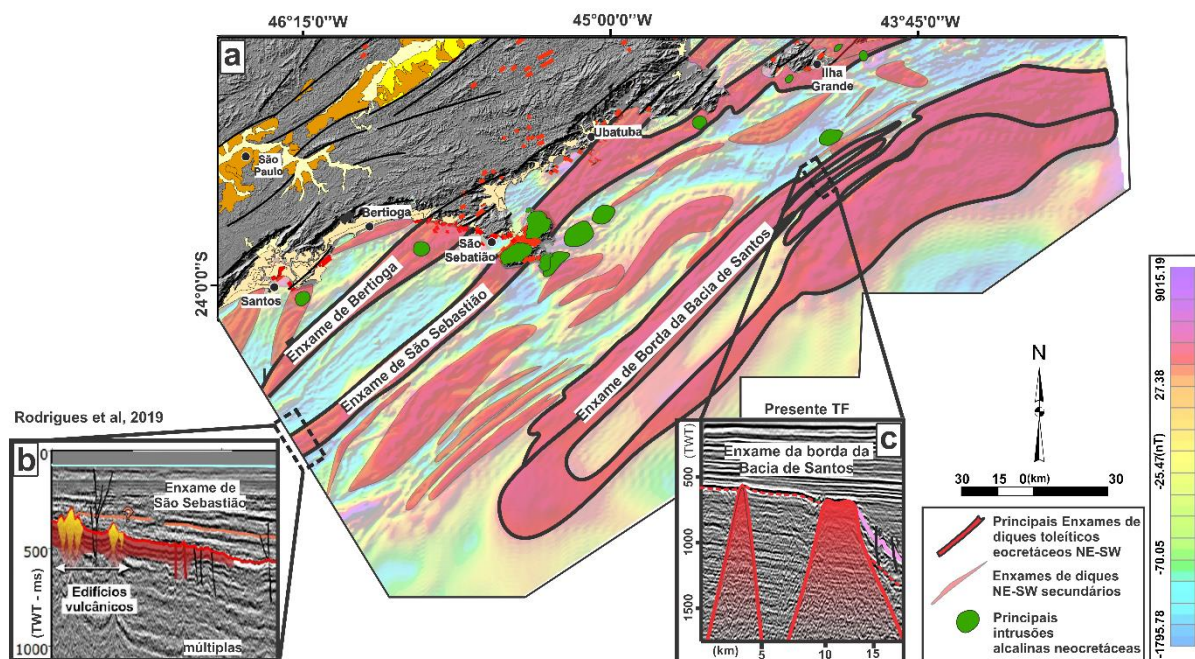 46°15'0"W
45°00'0"W
43°45'0"W
a
Ilha
Grande
Ubatuba
São
Paulo
Bertioga
São
Sebatião
24°0'0"S
Santos
Enxame de Bertioga
Enxame de São Sebastião
Enxame de Borda da Bacia de Santos
9015.19
27.38
-25.47(nT)
-70.05
-1795.78
N
30 15 0(km) 30
Principais Enxames de
diques toleíticos
eocretáceos NE-SW
Enxames de diques
NE-SW secundários
Principais
intrusões
alcalinas neocretáceas
Rodrigues et al, 2019
b
0
500
1000
(TWT - ms)
Enxame de
São Sebastião
?
Edifícios
vulcânicos
múltiplas
Presente TF
c
(TWT)
500
1000
1500
Enxame da borda da
Bacia de Santos
(km) 5 10 15